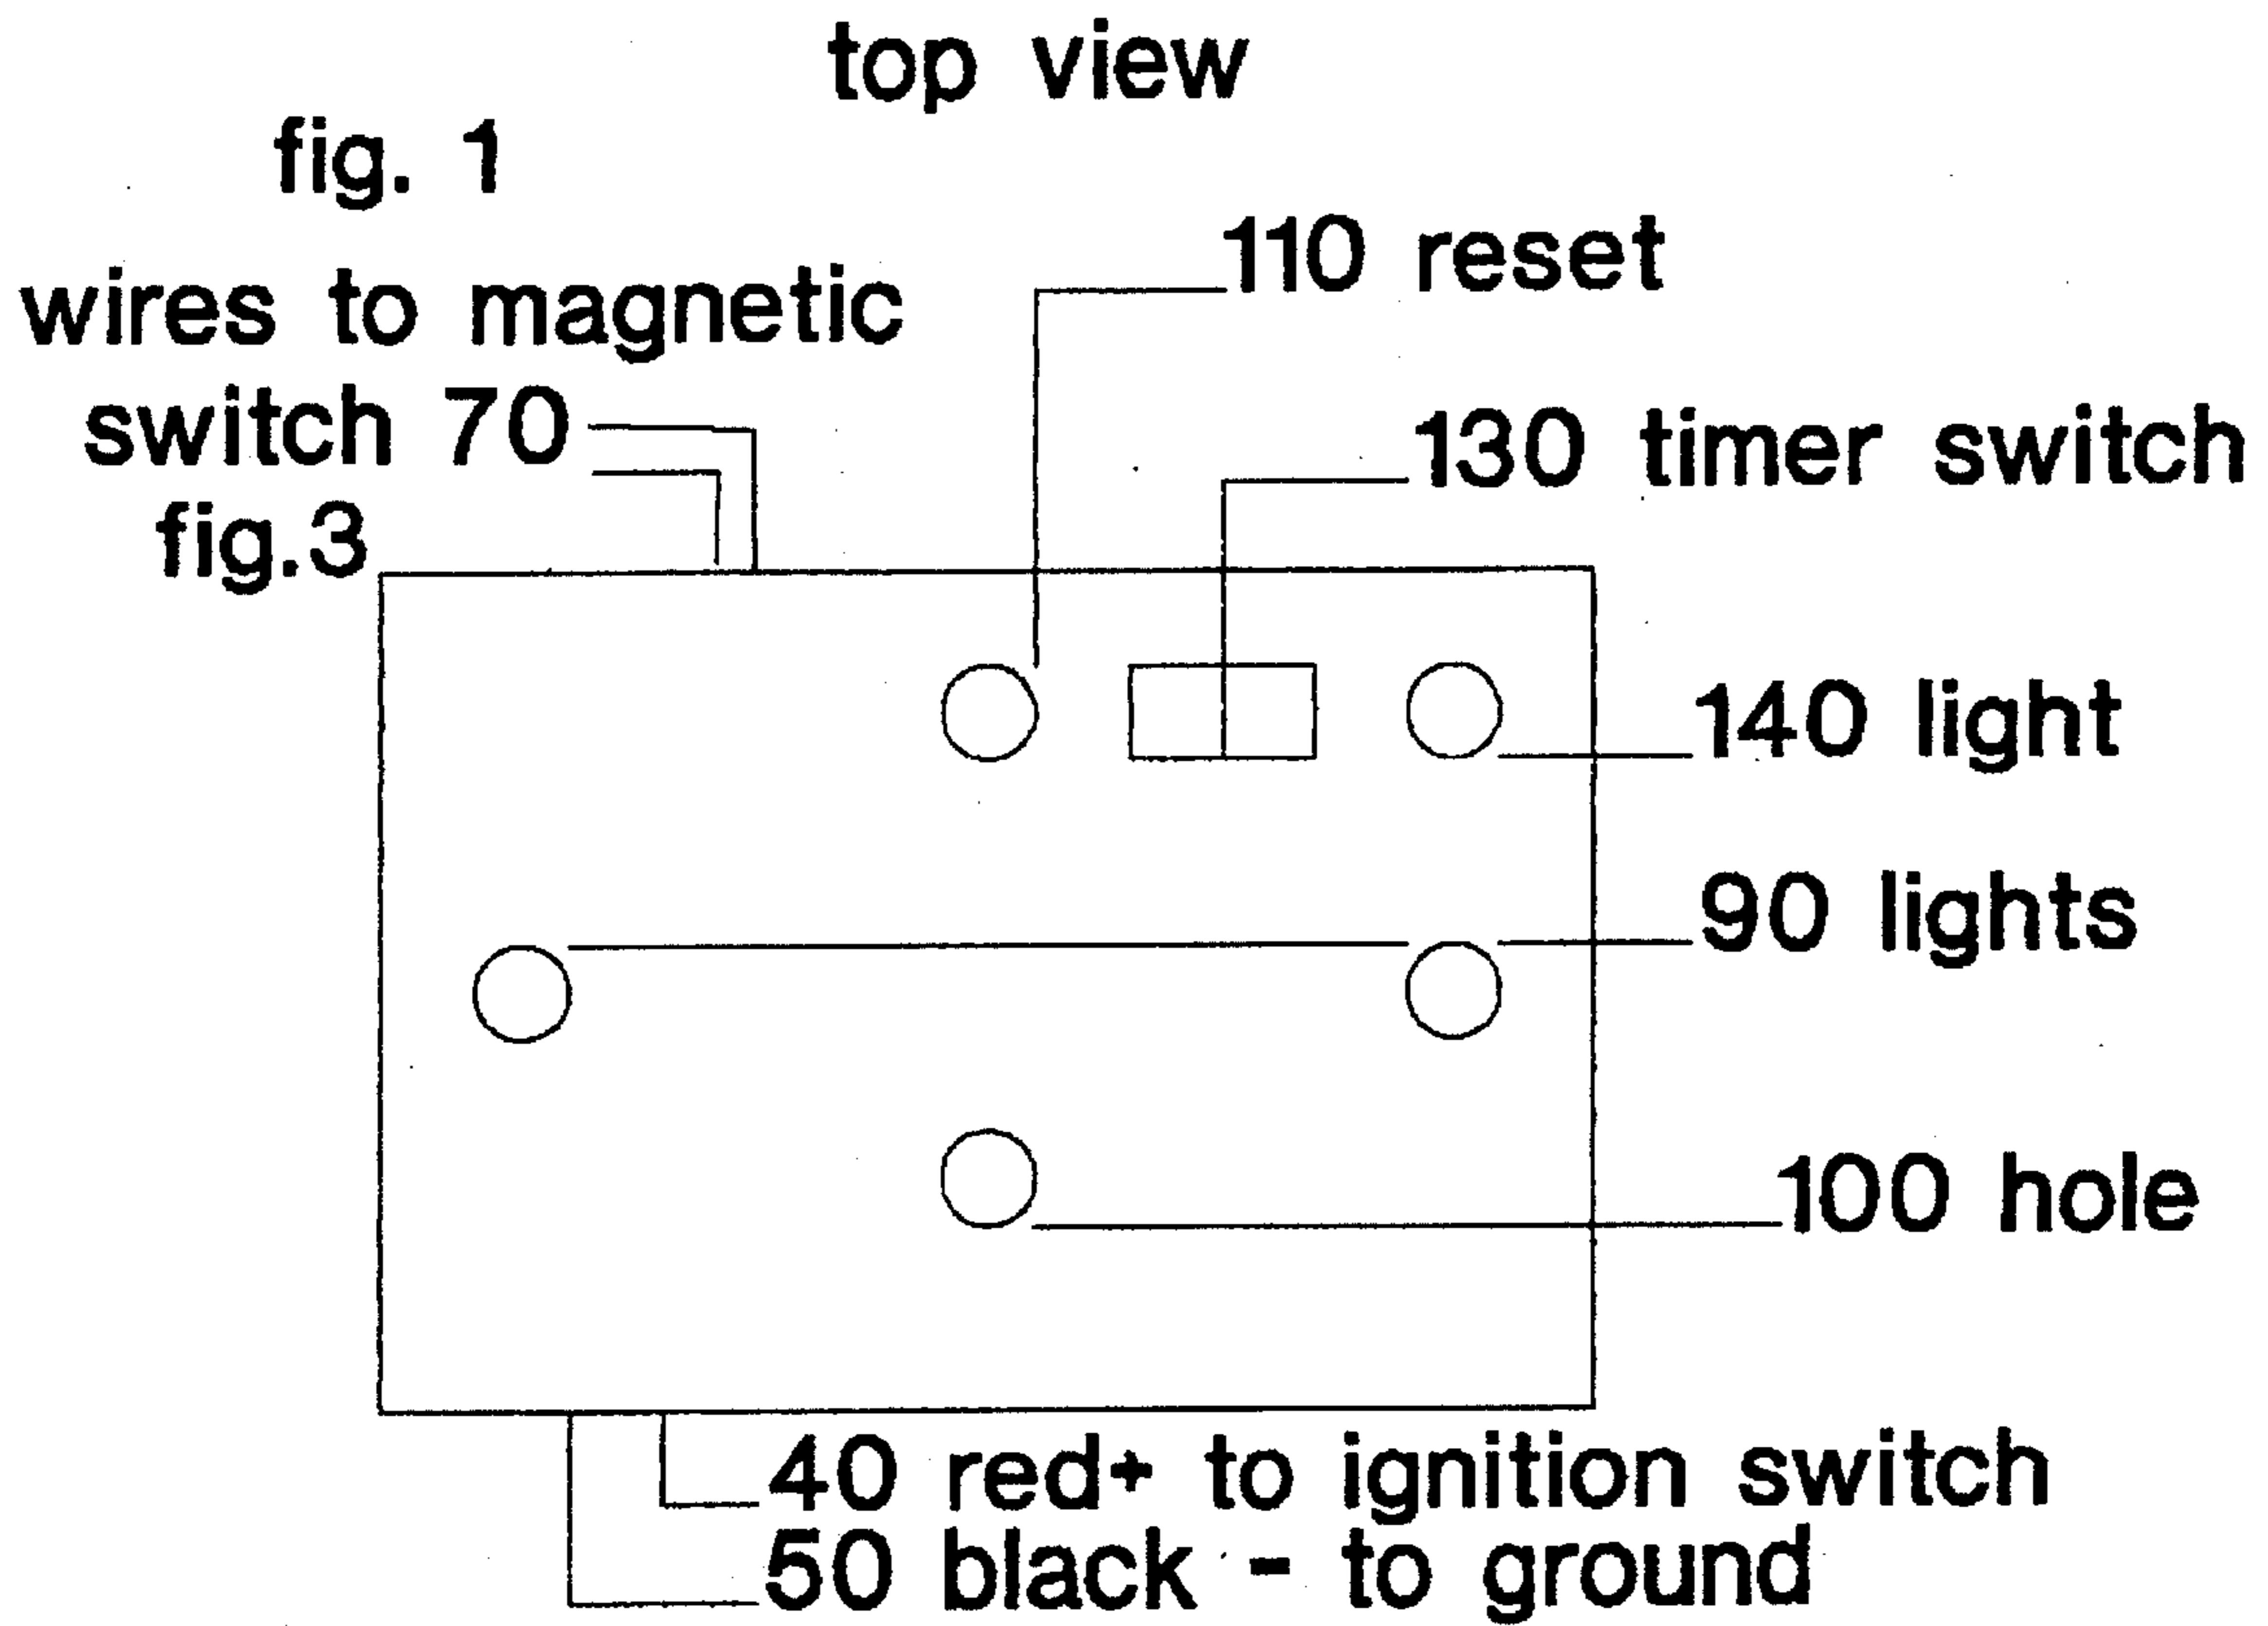 top view
fig. 1
110 reset
wires to magnetic
switch 70
fig.3
130 timer switch
140 light
90 lights
100 hole
40 red+ to ignition switch
50 black - to ground